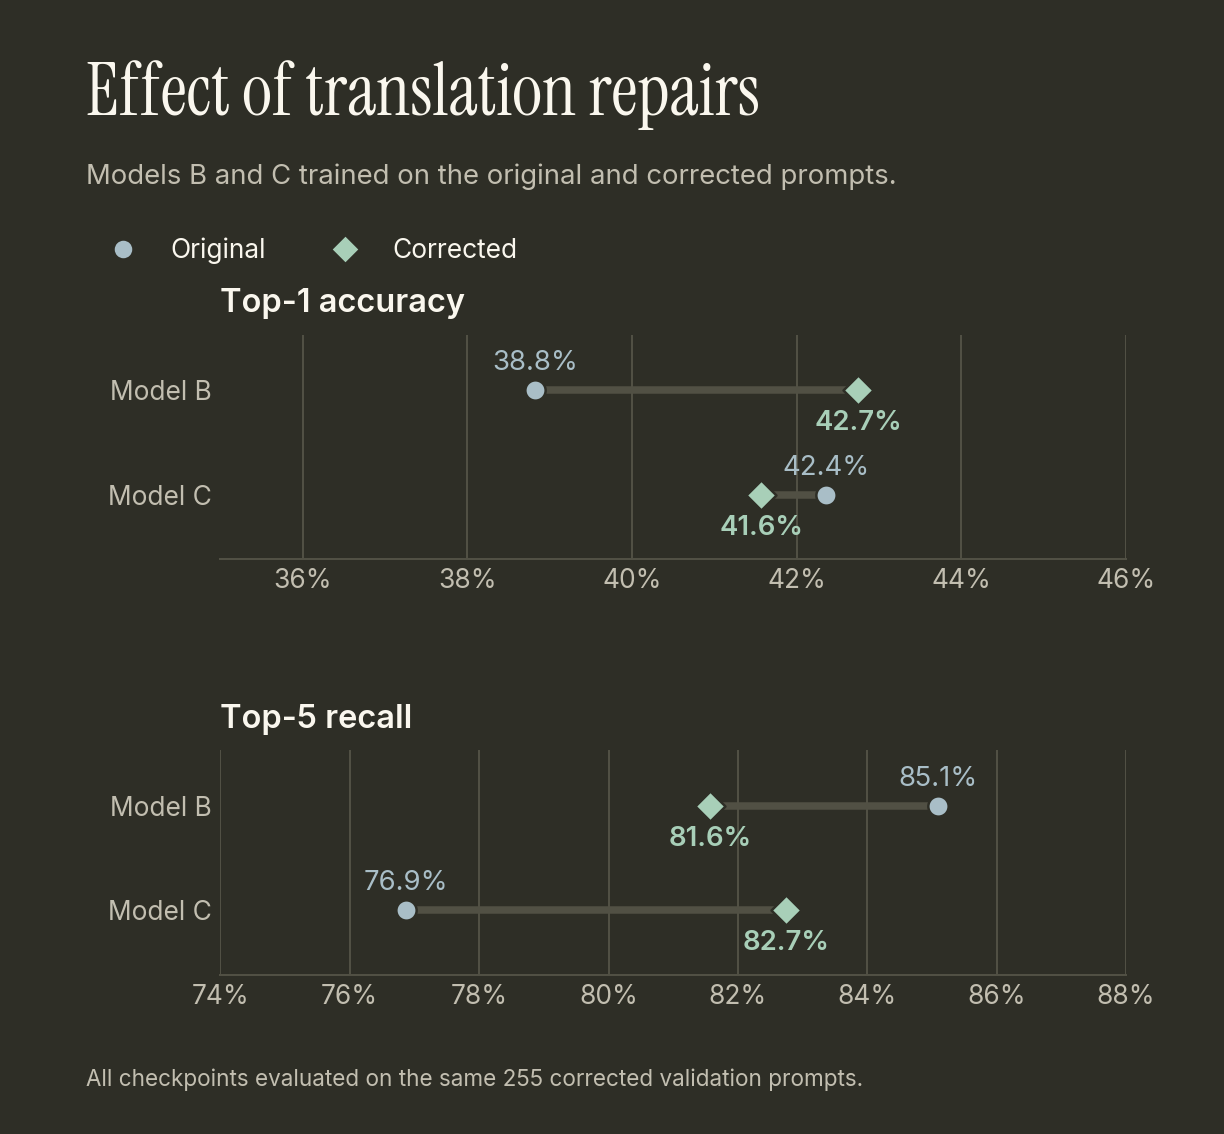 Effect of translation repairs
Models B and C trained on the original and corrected prompts.
Original
Corrected
Top-1 accuracy
38.8%
Model B
42.7%
42.4%
Model C
41.6%
36% 38% 40% 42% 44% 46%
Top-5 recall
85.1%
Model B
81.6%
76.9%
Model C
82.7%
74% 76% 78% 80% 82% 84% 86% 88%
All checkpoints evaluated on the same 255 corrected validation prompts.